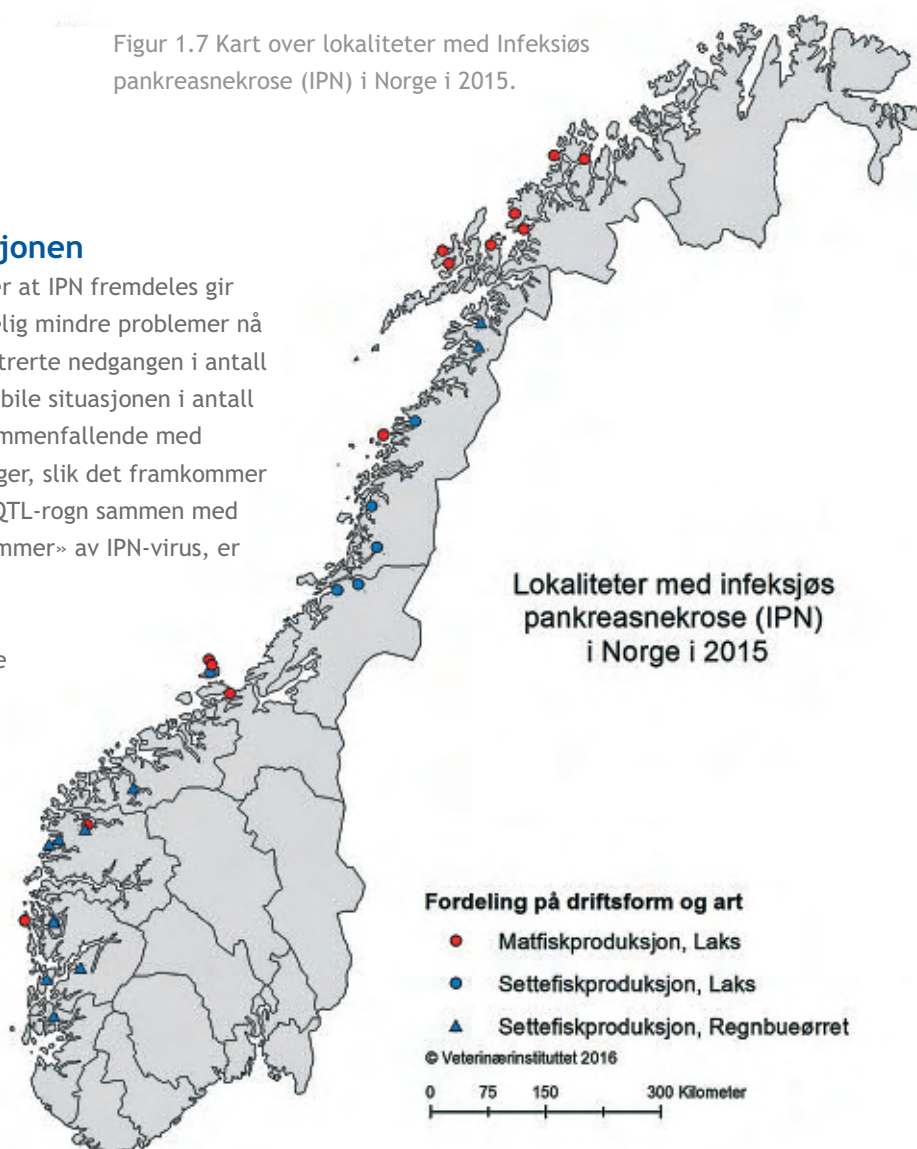 Figur 1.7 Kart over lokaliteter med Infeksiøs
pankreasnekrose (IPN) i Norge i 2015.
sjonen
er at IPN fremdeles gir
elig mindre problemer nå
trerte nedgangen i antall
bile situasjonen i antall
mmenfallende med
ger, slik det framkommer
QTL-rogn sammen med
mmer» av IPN-virus, er
e
Lokaliteter med infeksjøs
pankreasnekrose (IPN)
i Norge i 2015
Fordeling på driftsform og art
Matfiskproduksjon, Laks
Settefiskproduksjon, Laks
Settefiskproduksjon, Regnbueørret
© Veterinærinstituttet 2016
0 75 150 300 Kilometer